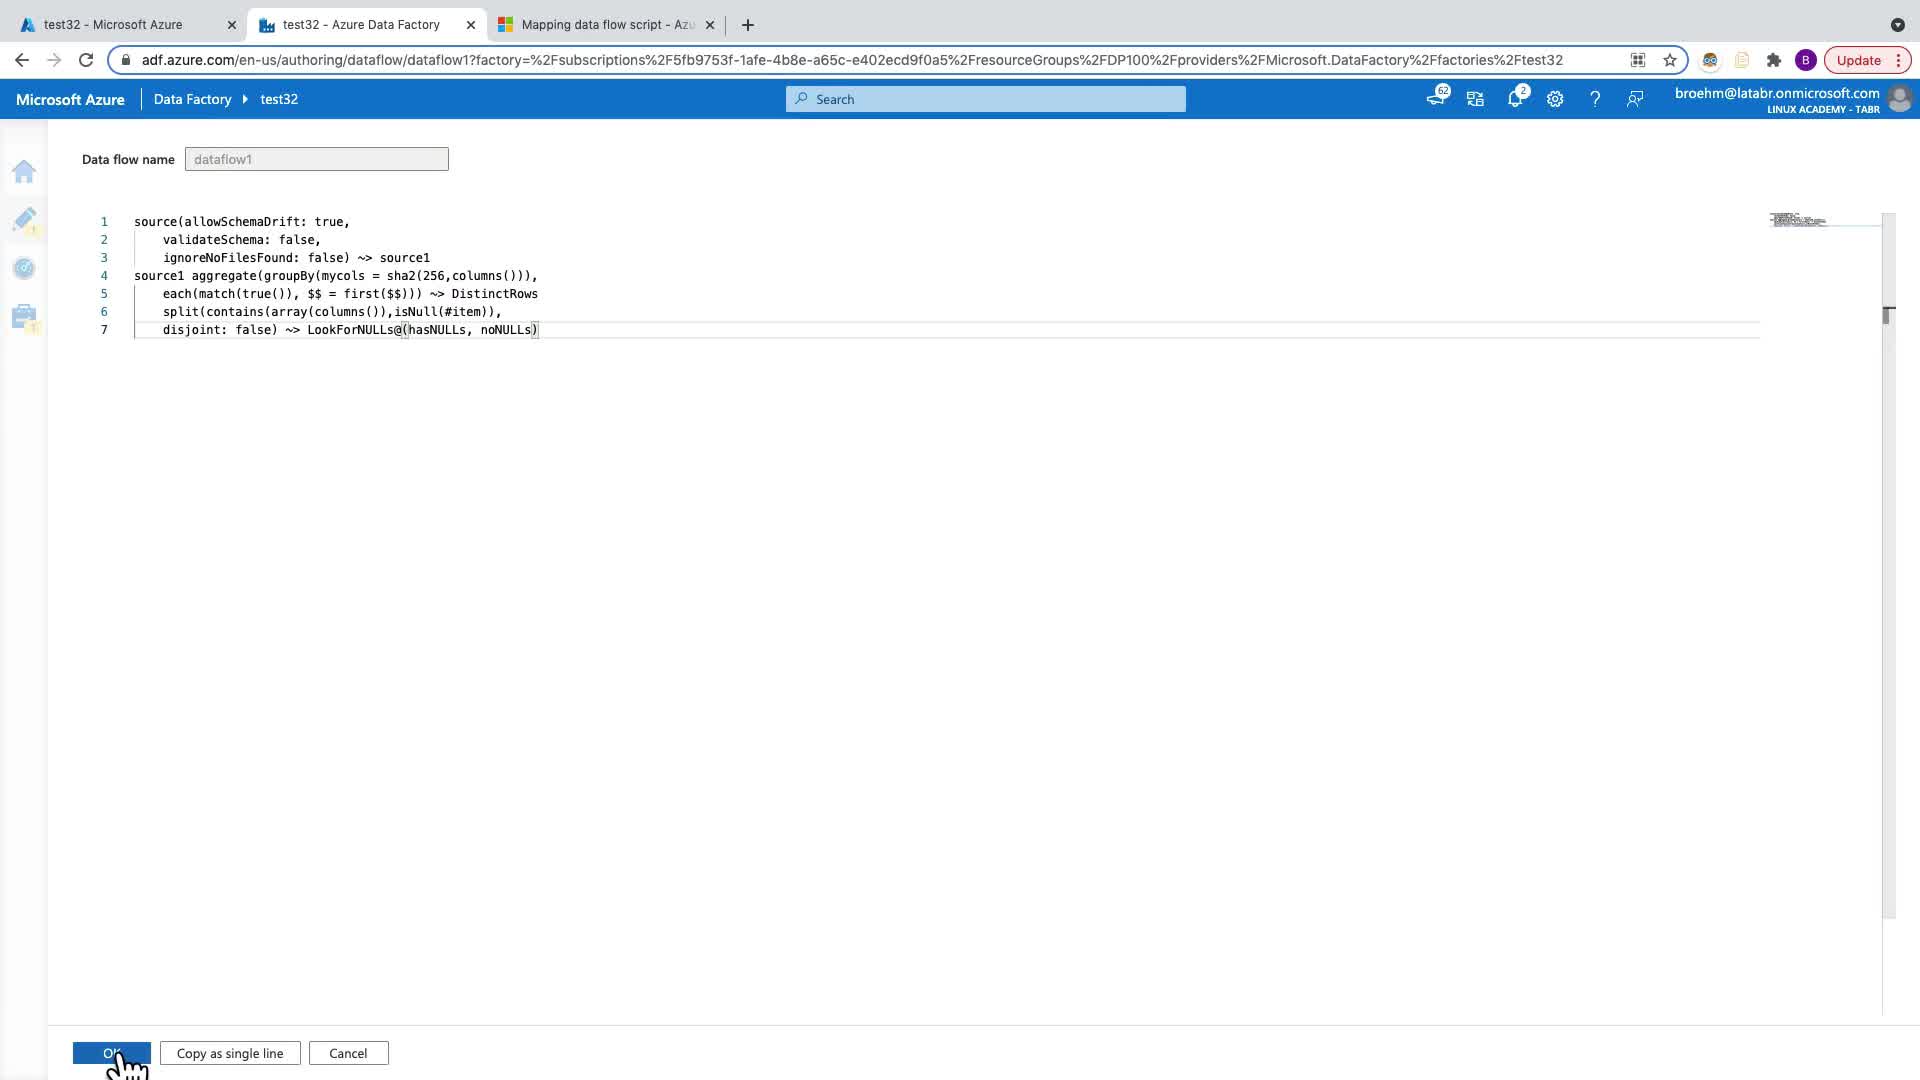 test32 - Microsoft Azure
test32 - Azure Data Factory
Mapping data flow script - Azu
adf.azure.com/en-us/authoring/dataflow/dataflow1?factory=%2Fsubscriptions%2F5fb9753f-1afe-4b8e-a65c-e402ecd9f0a5%2FresourceGroups%2FDP100%2Fproviders%2FMicrosoft.DataFactory%2Ffactories%2Ftest32
B
Update
Microsoft Azure
Data Factory
test32
Search
62
2
broehm@latabr.onmicrosoft.com
LINUX ACADEMY - TABR
Data flow name
dataflow1
1 source(allowSchemaDrift: true,
2 validateSchema: false,
3 ignoreNoFilesFound: false) ~> source1
4 source1 aggregate(groupBy(mycols = sha2(256,columns())),
5 each(match(true()), $$ = first($$))) ~> DistinctRows
6 split(contains(array(columns()),isNull(#item)),
7 disjoint: false) ~> LookForNULLs@(hasNULLs, noNULLs)
OK
Copy as single line
Cancel